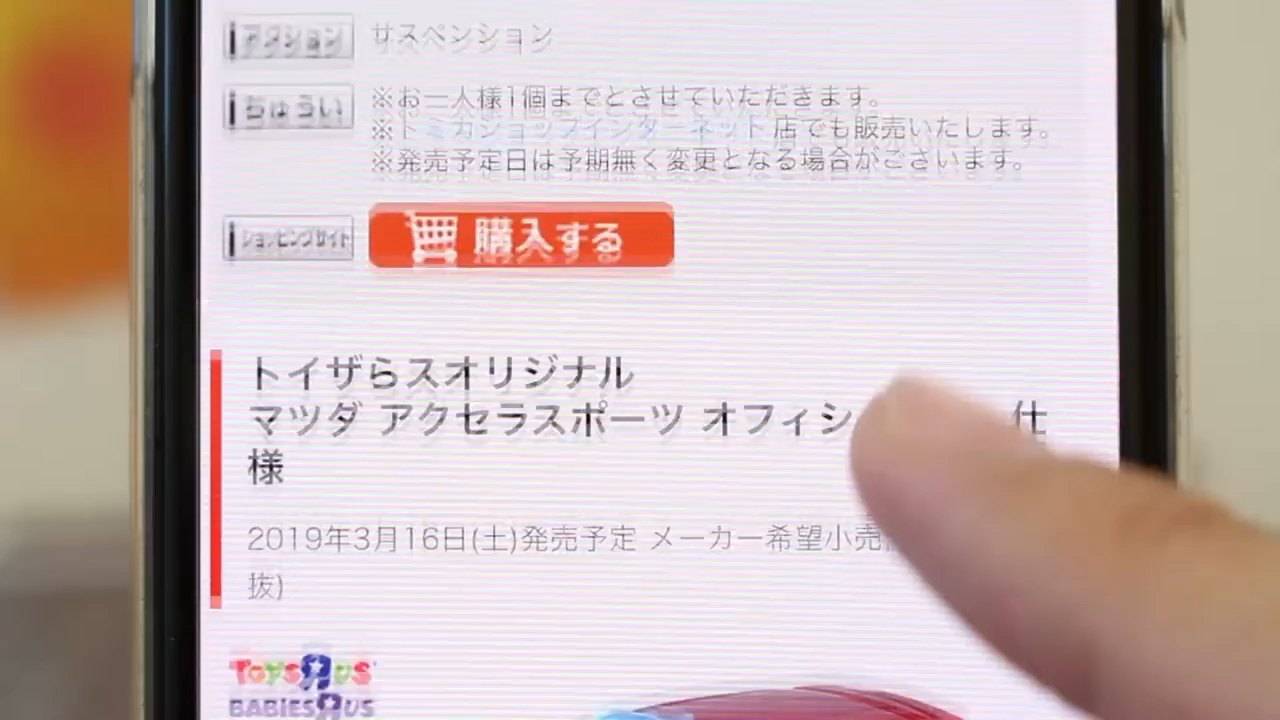 アクション サスペンション
ちゅうい ※お一人様1個までとさせていただきます。
※トミカショップインターネット店でも販売いたします。
※発売予定日は予期無く変更となる場合がございます。
ショッピングサイト 購入する
トイザらスオリジナル
マツダ アクセラスポーツ オフィシ 仕
様
2019年3月16日(土)発売予定 メーカー希望小売
抜)
TOYSRUS
BABIESRUS